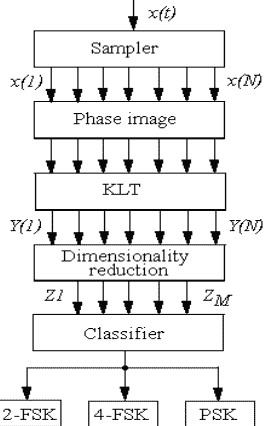 x(t)
Sampler
x(1) x(N)
Phase image
KLT
Y(1) Y(N)
Dimensionality
reduction
Z1 ZM
Classifier
2-FSK 4-FSK PSK